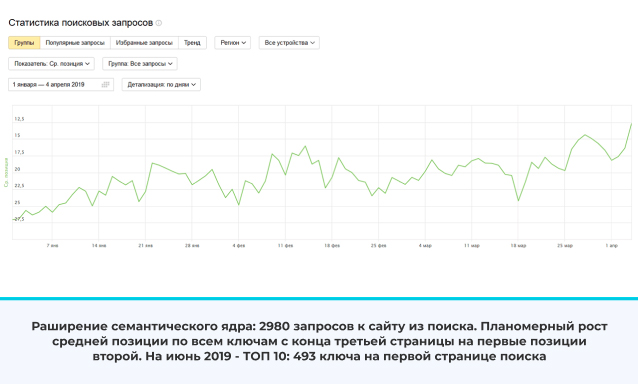 Статистика поисковых запросов
Группы Популярные запросы Избранные запросы Тренд Регион Все устройства
Показатель: Ср. позиция Группа: Все запросы
1 января — 4 апреля 2019 Детализация: по дням
12,5
15
17,5
20
22,5
25
27,5
Ср. позиция
7 янв 14 янв 21 янв 28 янв 4 фев 11 фев 18 фев 25 фев 4 мар 11 мар 18 мар 25 мар 1 апр
Раширение семантического ядра: 2980 запросов к сайту из поиска. Планомерный рост
средней позиции по всем ключам с конца третьей страницы на первые позиции
второй. На июнь 2019 - ТОП 10: 493 ключа на первой странице поиска